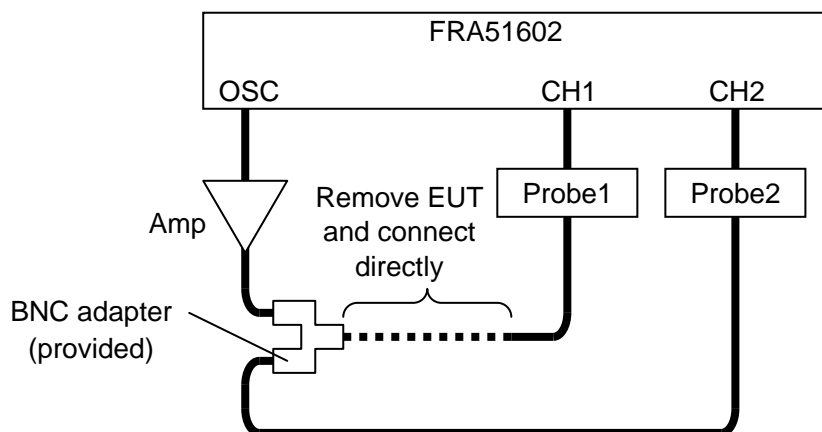 FRA51602
OSC
CH1
CH2
Amp
Remove EUT
and connect
directly
Probe1
Probe2
BNC adapter
(provided)